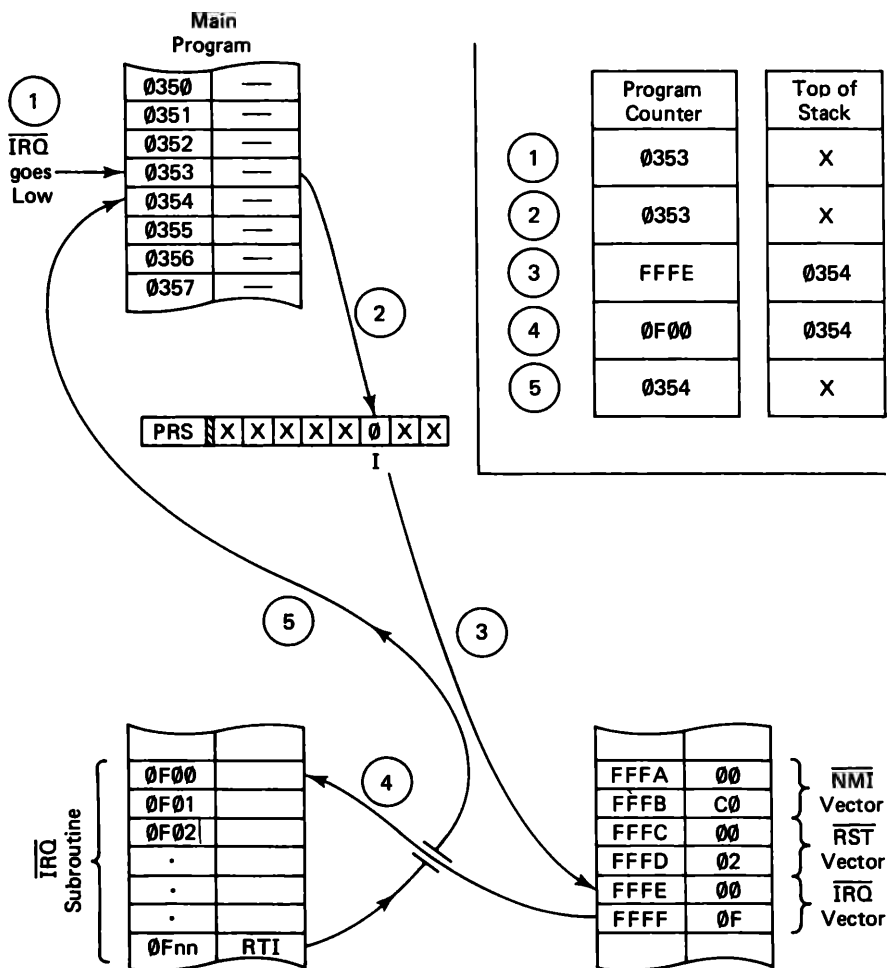 Main
Program
1
IRQ
goes
Low
0350 —
0351 —
0352 —
0353 —
0354 —
0355 —
0356 —
0357 —
Program Counter
Top of Stack
1 0353 X
2 0353 X
3 FFFE 0354
4 0F00 0354
5 0354 X
2
PRS X X X X X 0 X X
I
5
3
4
IRQ
Subroutine
0F00
0F01
0F02
.
.
.
0Fnn RTI
FFFA 00
FFFB C0
FFFC 00
FFFD 02
FFFE 00
FFFF 0F
NMI
Vector
RST
Vector
IRQ
Vector